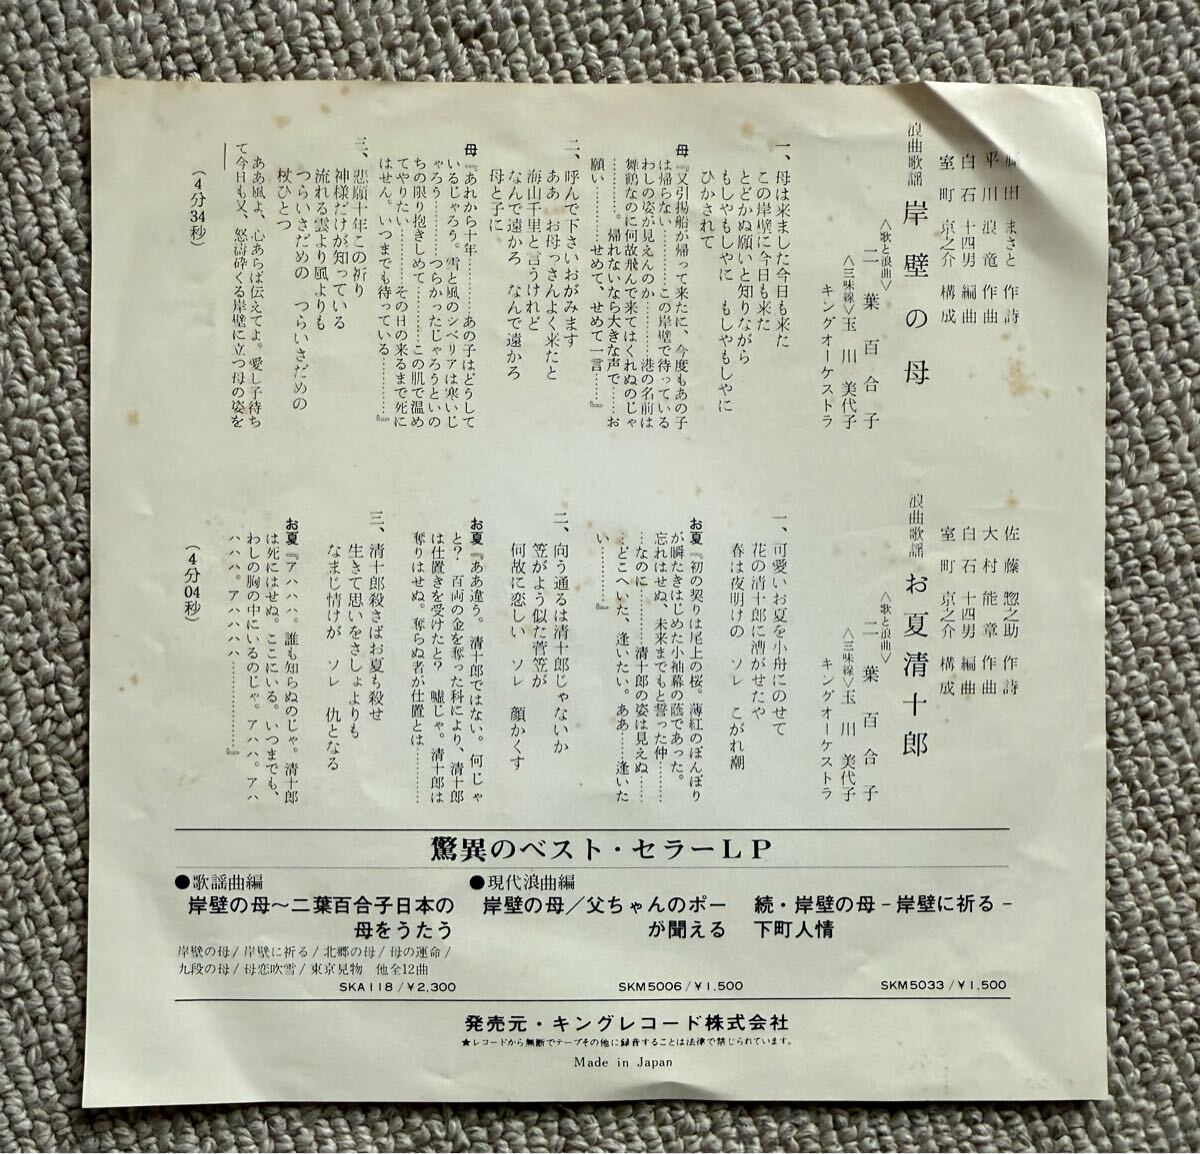 藤田まさと 作詩
平川浪竜 作曲
白石十四男 編曲
室町京之介 構成
浪曲歌謡 岸壁の母
〈歌と浪曲〉二葉百合子
〈三味線〉玉川美代子
キングオーケストラ
一、母は来ました今日も来た
この岸壁に今日も来た
とどかぬ願いと知りながら
もしやもしやに もしやもしやに
ひかされて
母『又引揚船が帰って来たに、今度もあの子
は帰らない………この岸壁で待っている
わしの姿が見えんのか………港の名前は
舞鶴なのに何故飛んで来てはくれぬのじゃ
………。帰れないなら大きな声で……お
願い……せめて、せめて一言……』
二、呼んで下さいおがみます
ああ お母っさんよく来たと
海山千里と言うけれど
なんで遠かろ なんで遠かろ
母と子に
母『あれから十年………あの子はどうして
いるじゃろう。雪と風のシベリアは寒いじ
ゃろう………つらかったじゃろうといの
ちの限り抱きしめて………この肌で温め
てやりたい………その日の来るまで死に
はせん。いつまでも待っている………』
三、悲願十年この祈り
神様だけが知っている
流れる雲より風よりも
つらいさだめの つらいさだめの
杖ひとつ
ああ風よ、心あらば伝えてよ。愛し子待ち
て今日も又、怒濤砕くる岸壁に立つ母の姿を
―
(4分34秒)
佐藤惣之助 作詩
大村能章 作曲
白石十四男 編曲
室町京之介 構成
浪曲歌謡 お夏清十郎
〈歌と浪曲〉二葉百合子
〈三味線〉玉川美代子
キングオーケストラ
一、可愛いお夏を小舟にのせて
花の清十郎に漕がせたや
春は夜明けの ソレ こがれ潮
お夏『初の契りは尾上の桜。薄紅のぼんぼり
が瞬たきはじめた小袖幕の蔭であった。
忘れはせぬ、未来までもと誓った仲……
…なのに………清十郎の姿は見えぬ……
…どこへいた、逢いたい。ああ……逢いた
い………』
二、向う通るは清十郎じゃないか
笠がよう似た菅笠が
何故に恋しい ソレ 顔かくす
お夏『ああ違う。清十郎ではない。何じゃ
と? 百両の金を奪った科により、清十郎
は仕置きを受けたと? 嘘じゃ。清十郎は
奪りはせぬ。奪らぬ者が仕置とは……
三、清十郎殺さばお夏も殺せ
生きて思いをさしょよりも
なまじ情けが ソレ 仇となる
お夏『アハハハ。誰も知らぬのじゃ。清十郎
は死にはせぬ。ここにいる。いつまでも、
わしの胸の中にいるのじゃ。アハハ。アハ
ハハハ。アハハハハ…………』
(4分04秒)
驚異のベスト・セラーLP
●歌謡曲編
岸壁の母〜二葉百合子日本の
母をうたう
岸壁の母/岸壁に祈る/北郷の母/母の運命/
九段の母/母恋吹雪/東京見物 他全12曲
SKA118/¥2,300
●現代浪曲編
岸壁の母/父ちゃんのポー
が聞える
SKM5006/¥1,500
続・岸壁の母－岸壁に祈る－
下町人情
SKM5033/¥1,500
発売元・キングレコード株式会社
★レコードから無断でテープその他に録音することは法律で禁じられています。
Made in Japan